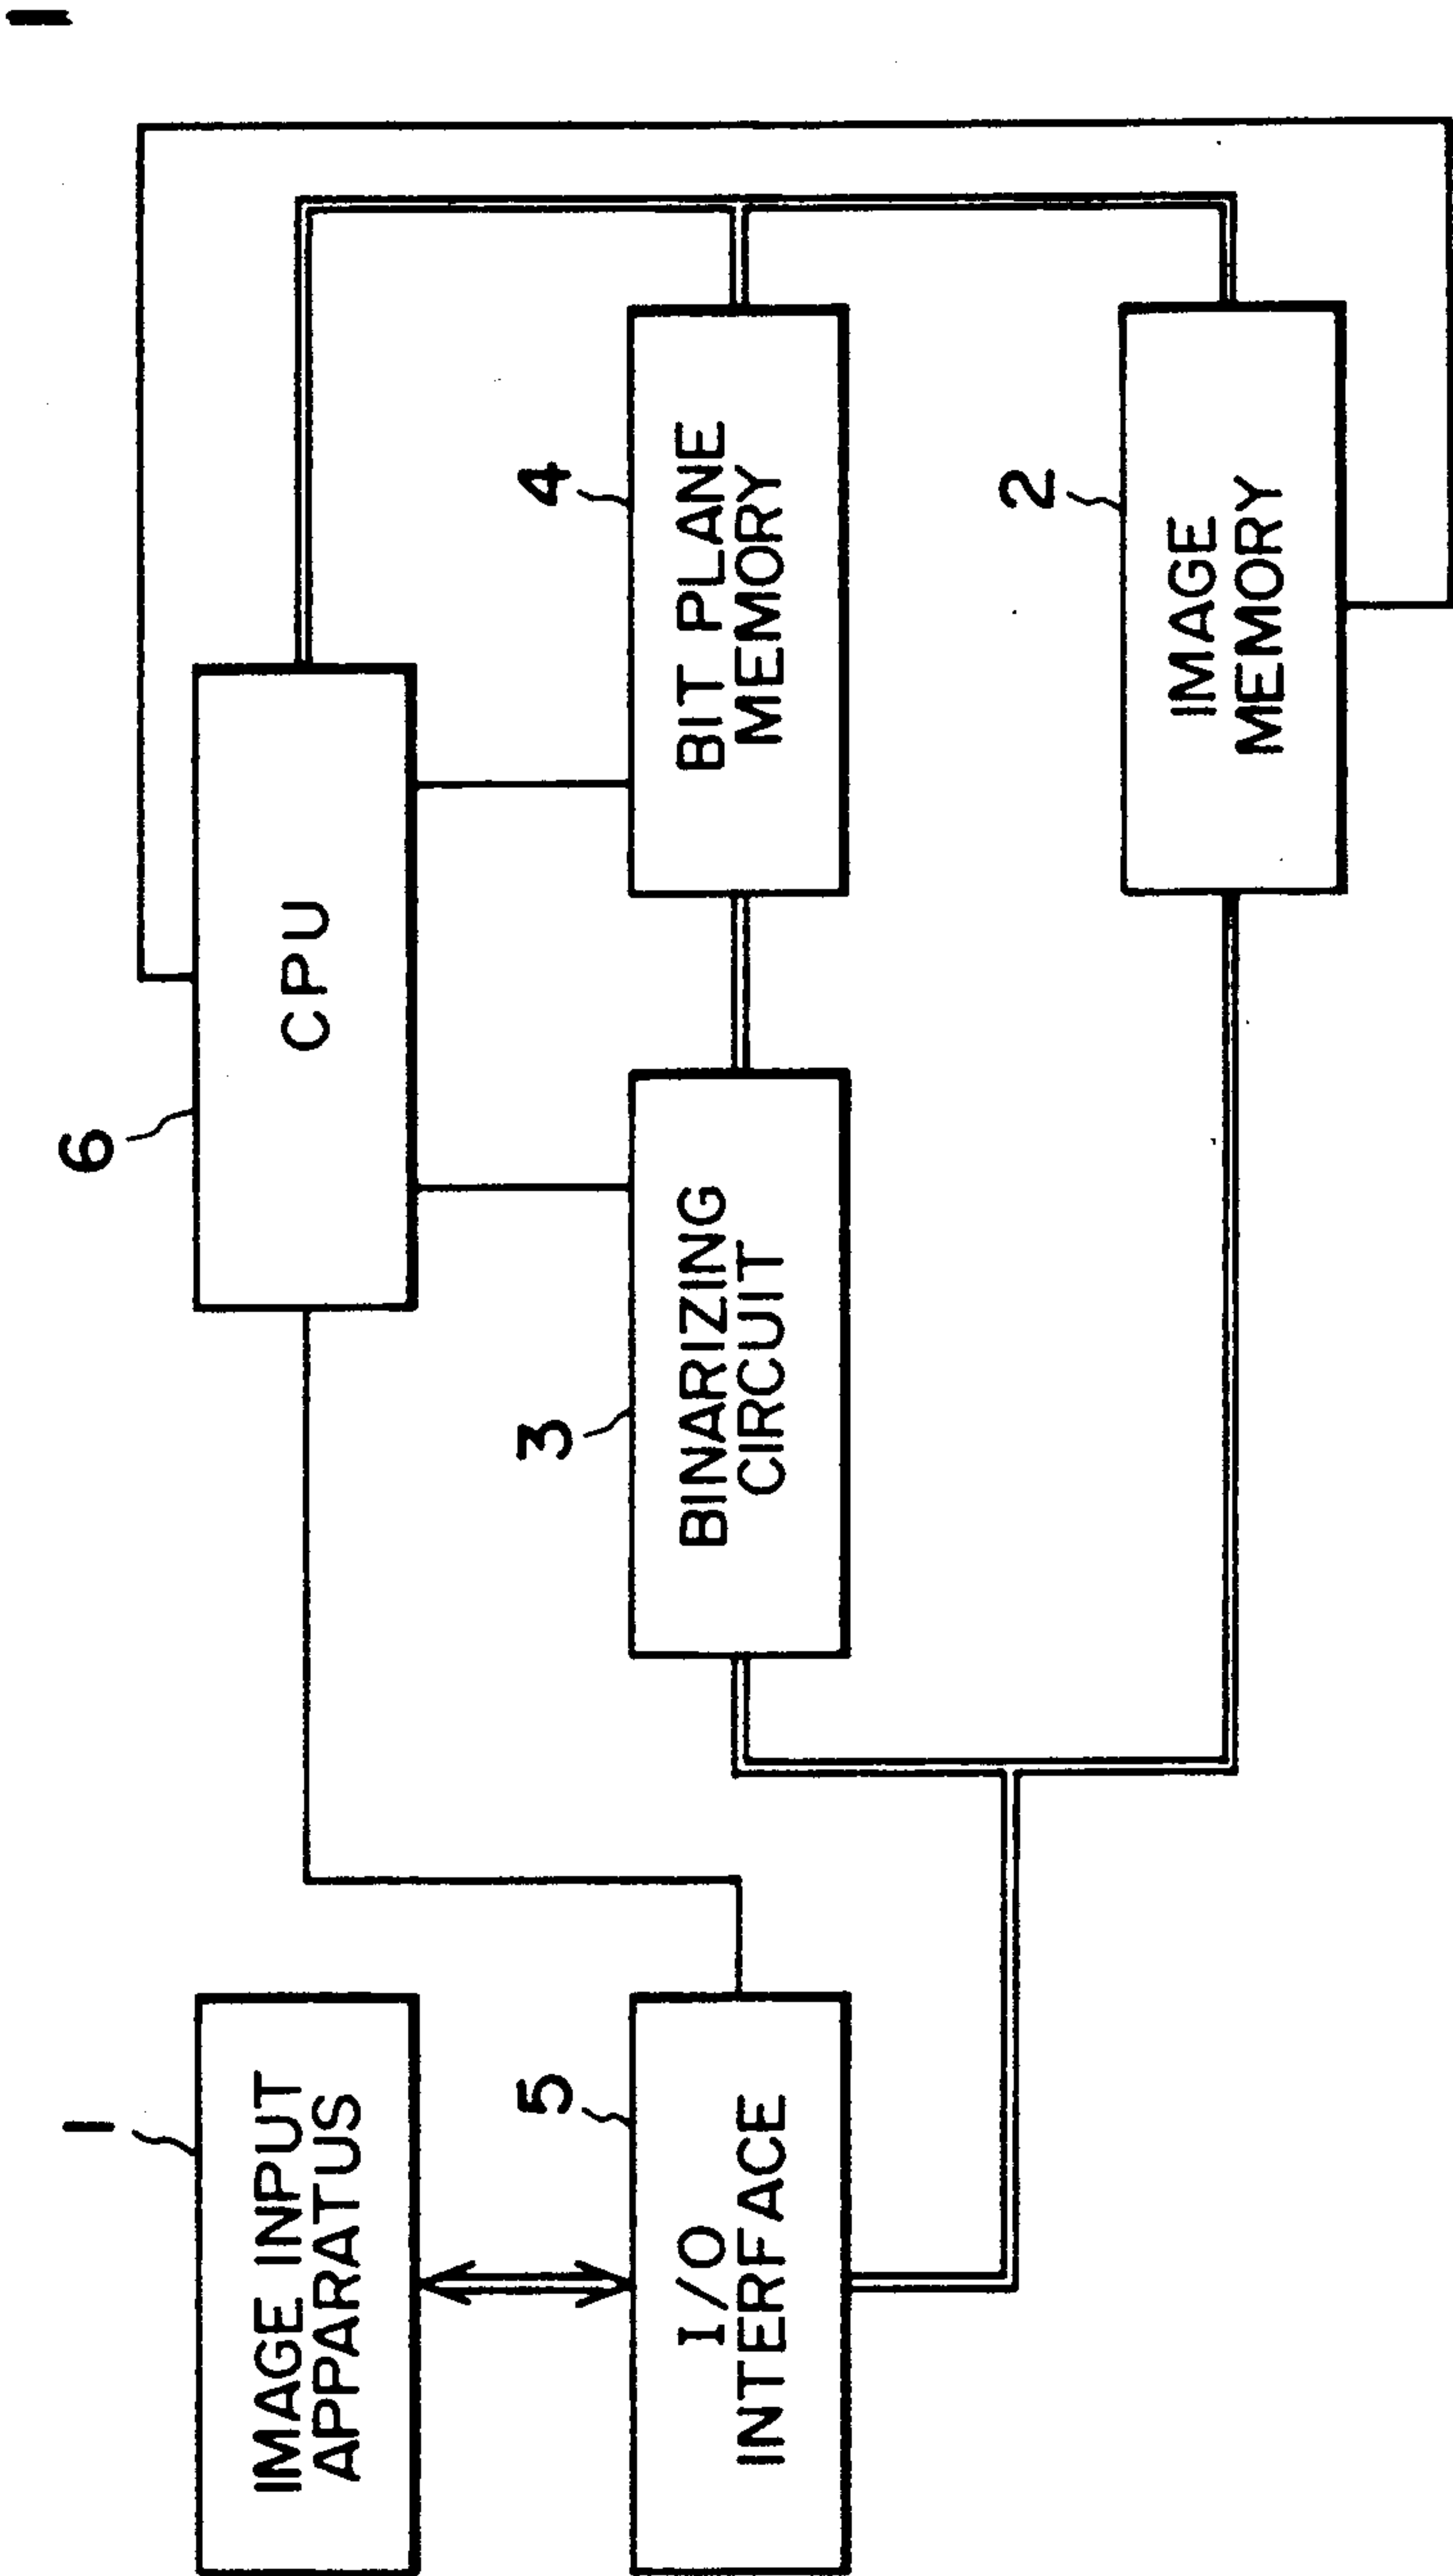 1
IMAGE INPUT
APPARATUS
5
I/O
INTERFACE
6
CPU
3
BINARIZING
CIRCUIT
4
BIT PLANE
MEMORY
2
IMAGE
MEMORY